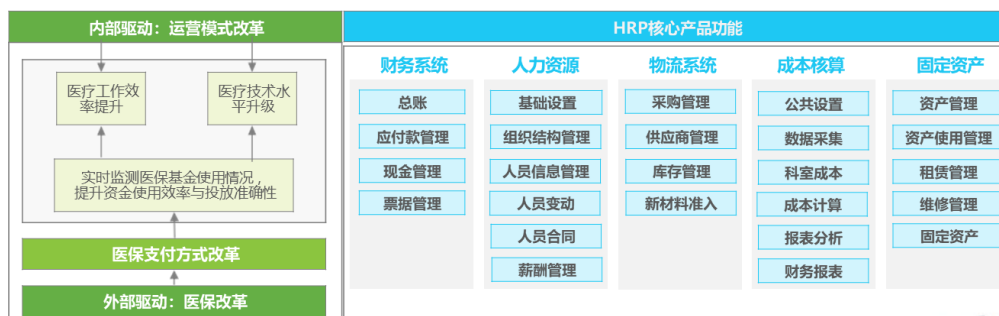 内部驱动：运营模式改革
医疗工作效
率提升
医疗技术水
平升级
实时监测医保基金使用情况，
提升资金使用效率与投放准确性
医保支付方式改革
外部驱动：医保改革
HRP核心产品功能
财务系统
总账
应付款管理
现金管理
票据管理
人力资源
基础设置
组织结构管理
人员信息管理
人员变动
人员合同
薪酬管理
物流系统
采购管理
供应商管理
库存管理
新材料准入
成本核算
公共设置
数据采集
科室成本
成本计算
报表分析
财务报表
固定资产
资产管理
资产使用管理
租赁管理
维修管理
固定资产